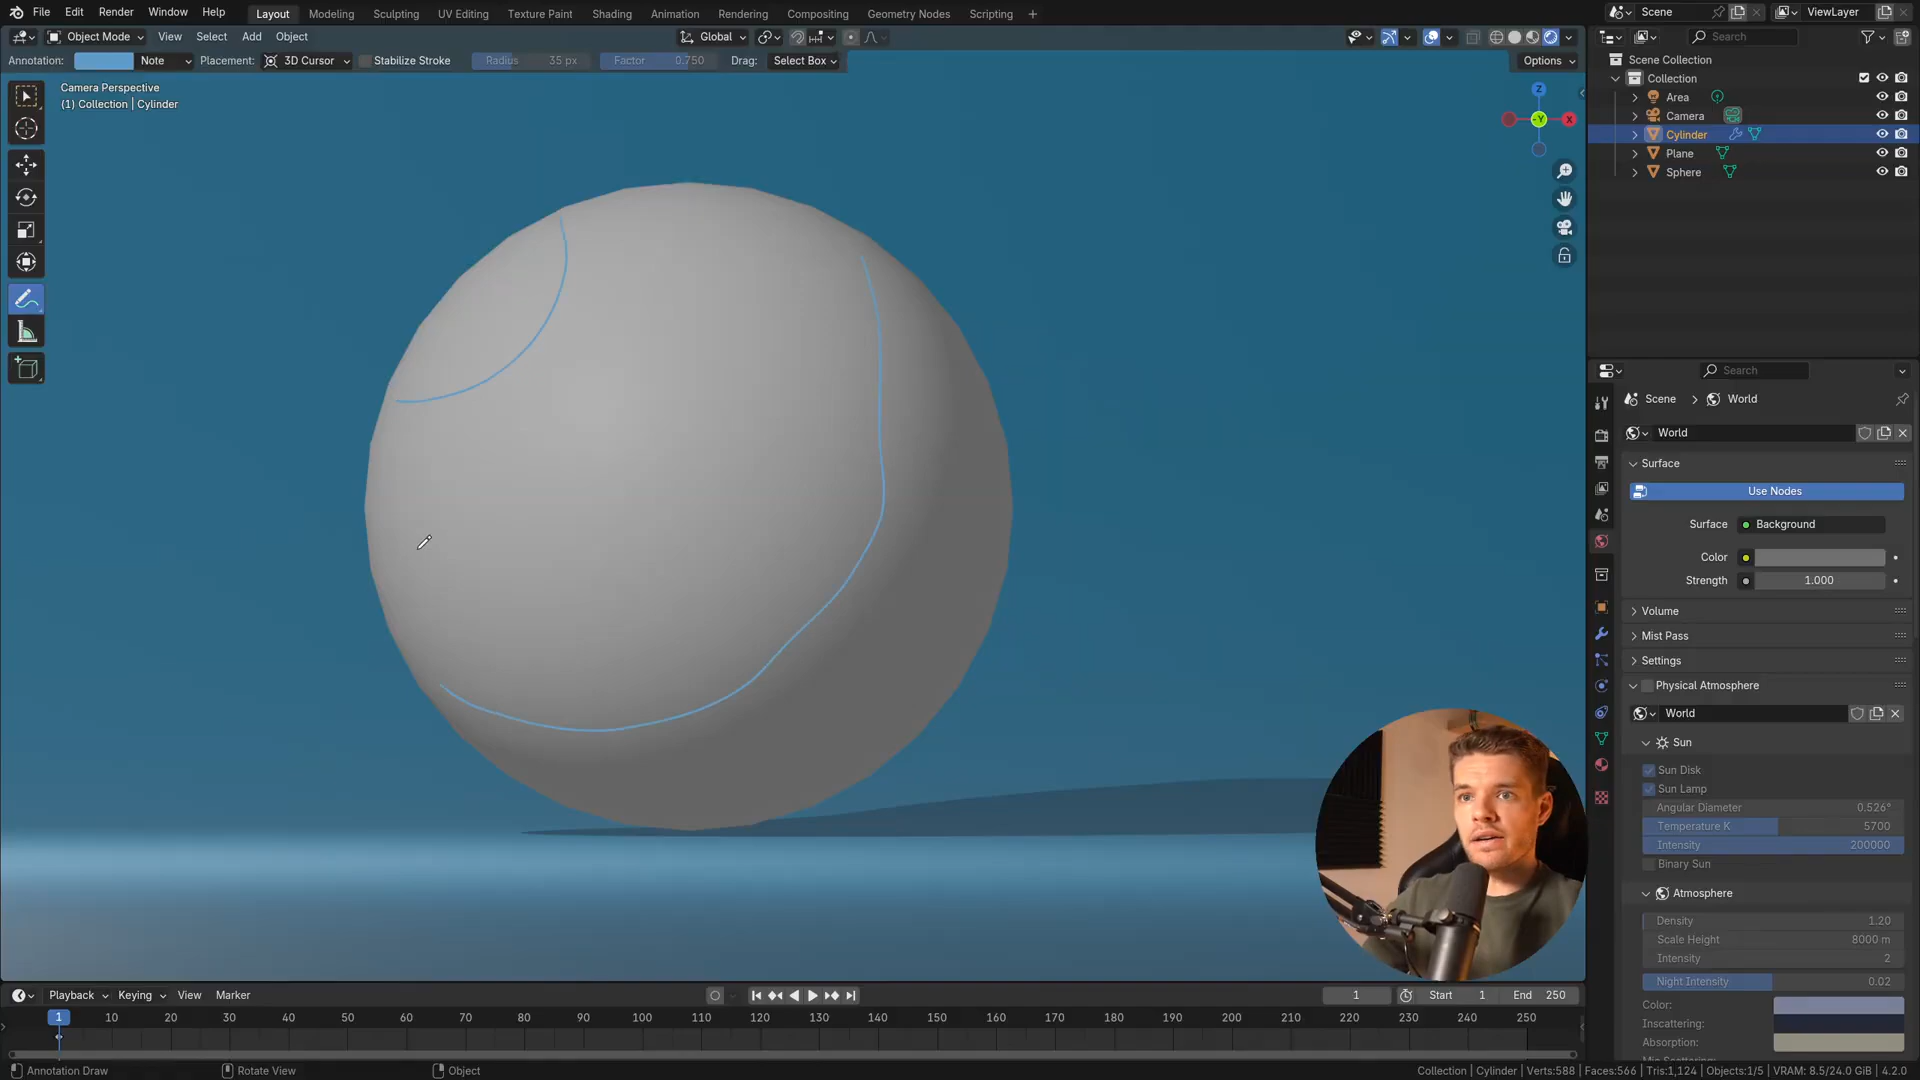 File Edit Render Window Help Layout Modeling Sculpting UV Editing Texture Paint Shading Animation Rendering Compositing Geometry Nodes Scripting + Scene ViewLayer
Object Mode View Select Add Object Global Search
Annotation: Note Placement: 3D Cursor Stabilize Stroke Radius 35 px Factor 0.750 Drag: Select Box Options
Scene Collection
Collection
Area
Camera
Cylinder
Plane
Sphere
Camera Perspective
(1) Collection | Cylinder
Z
-Y
X
Search
Scene > World
World
Surface
Use Nodes
Surface Background
Color
Strength 1.000
Volume
Mist Pass
Settings
Physical Atmosphere
World
Sun
Sun Disk
Sun Lamp
Angular Diameter 0.526°
Temperature K 5700
Intensity 200000
Binary Sun
Atmosphere
Density 1.20
Scale Height 8000 m
Intensity 2
Night Intensity 0.02
Color:
Inscattering:
Absorption:
Playback Keying View Marker 1 Start 1 End 250
1 10 20 30 40 50 60 70 80 90 100 110 120 130 140 150 160 170 180 190 200 210 220 230 240 250
Annotation Draw Rotate View Object Collection | Cylinder | Verts:588 | Faces:566 | Tris:1,124 | Objects:1/5 | VRAM: 8.5/24.0 GiB | 4.2.0